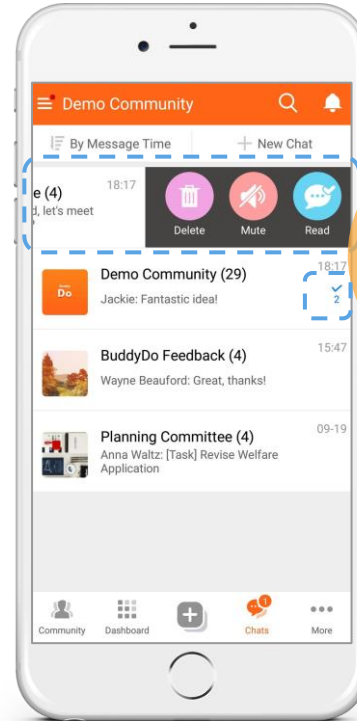 Demo Community
By Message Time
New Chat
e (4)
18:17
d, let's meet
?
Delete
Mute
Read
Demo Community (29)
18:17
Jackie: Fantastic idea!
2
Do
BuddyDo Feedback (4)
15:47
Wayne Beauford: Great, thanks!
Planning Committee (4)
09-19
Anna Waltz: [Task] Revise Welfare
Application
1
Community
Dashboard
Chats
More